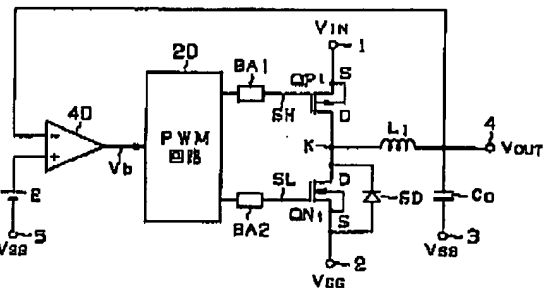 VIN
1
20
BA1
QP1
S
40
SH
D
L1
4
−
PWM
回路
K
VOUT
+
Vb
SL
D
SD
CO
E
QN1
S
BA2
5
VSS
2
VGG
3
VSS